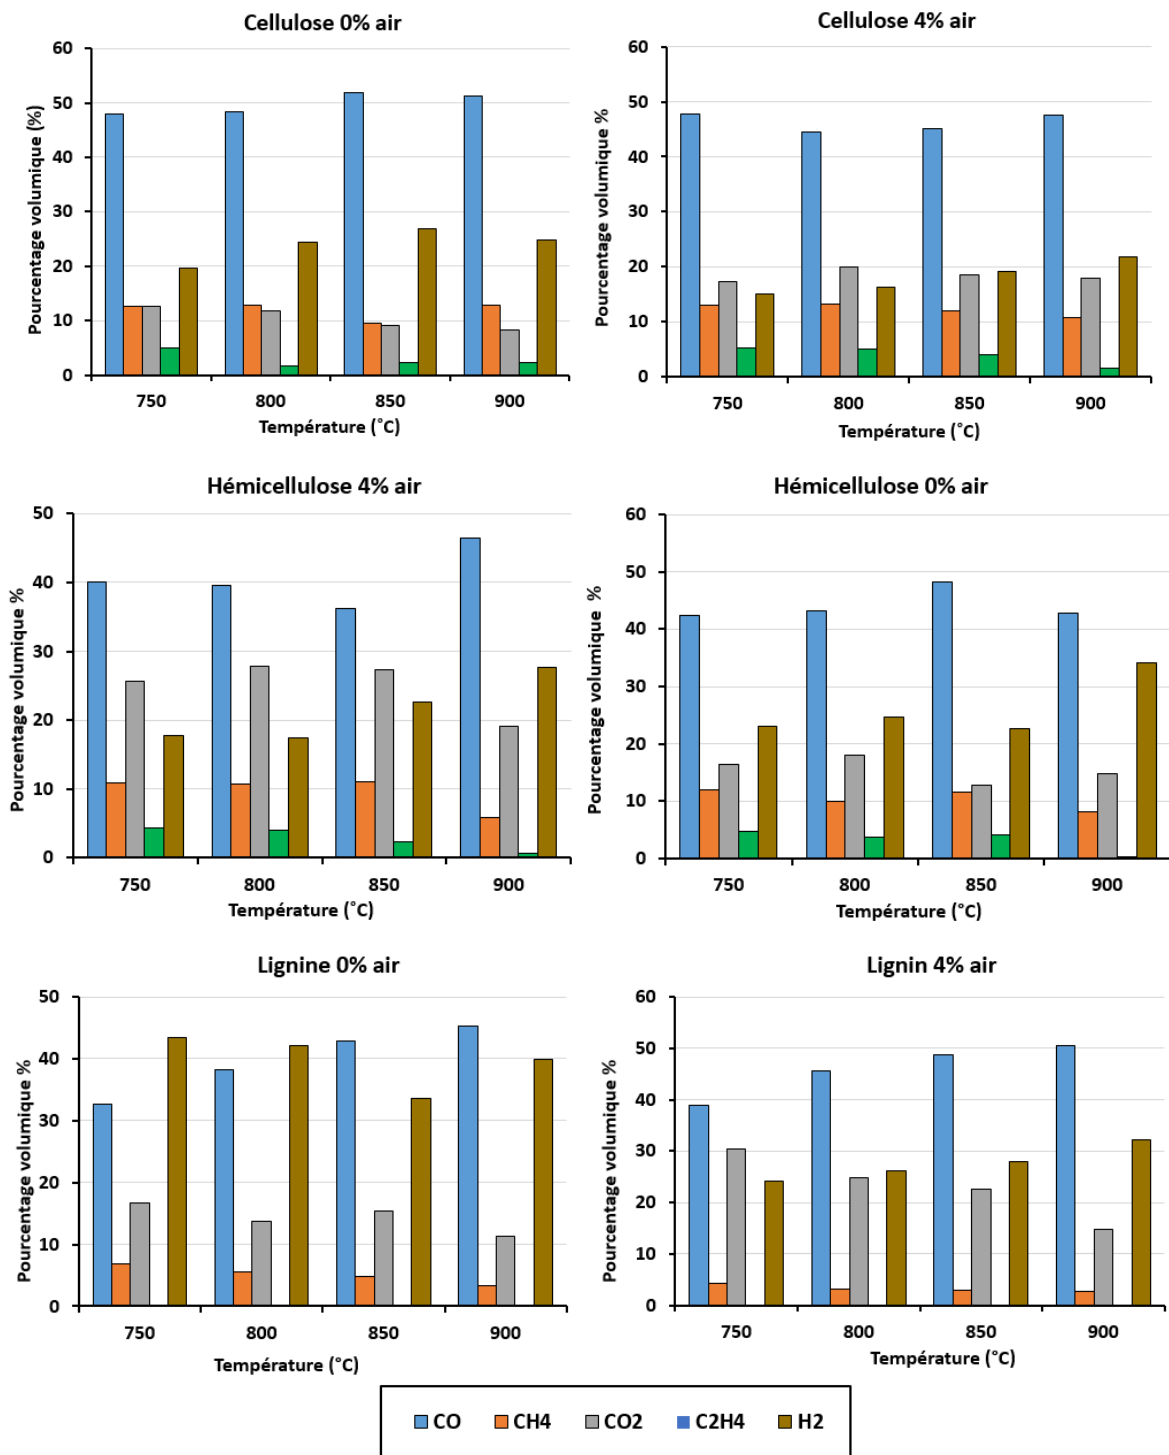 Cellulose 0% air
Pourcentage volumique (%)
60
50
40
30
20
10
0
750 800 850 900
Température (°C)
Cellulose 4% air
Pourcentage volumique %
60
50
40
30
20
10
0
750 800 850 900
Température (°C)
Hémicellulose 4% air
Pourcentage volumique %
50
40
30
20
10
0
750 800 850 900
Température (°C)
Hémicellulose 0% air
Pourcentage volumique %
60
50
40
30
20
10
0
750 800 850 900
Température (°C)
Lignine 0% air
Pourcentage volumique %
50
40
30
20
10
0
750 800 850 900
Température (°C)
Lignin 4% air
Pourcentage volumique %
60
50
40
30
20
10
0
750 800 850 900
Température (°C)
CO CH4 CO2 C2H4 H2